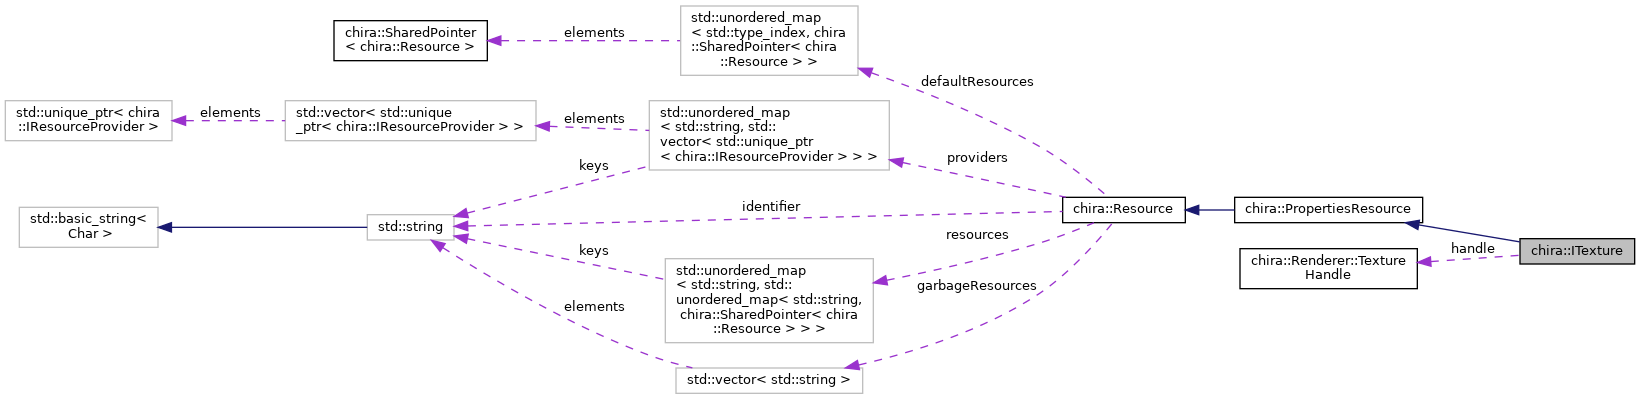 chira::SharedPointer
< chira::Resource >
elements
std::unordered_map
< std::type_index, chira
::SharedPointer< chira
::Resource > >
defaultResources
std::unique_ptr< chira
::IResourceProvider >
elements
std::vector< std::unique
_ptr< chira::IResourceProvider > >
elements
std::unordered_map
< std::string, std::
vector< std::unique_ptr
< chira::IResourceProvider > > >
providers
keys
std::basic_string<
Char >
std::string
identifier
chira::Resource
chira::PropertiesResource
chira::ITexture
handle
chira::Renderer::Texture
Handle
resources
keys
std::unordered_map
< std::string, std::
unordered_map< std::string,
chira::SharedPointer< chira
::Resource > > >
garbageResources
elements
std::vector< std::string >